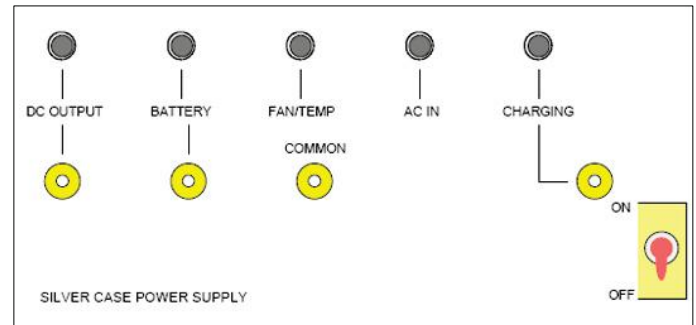 DC OUTPUT
BATTERY
FAN/TEMP
AC IN
CHARGING
COMMON
ON
OFF
SILVER CASE POWER SUPPLY